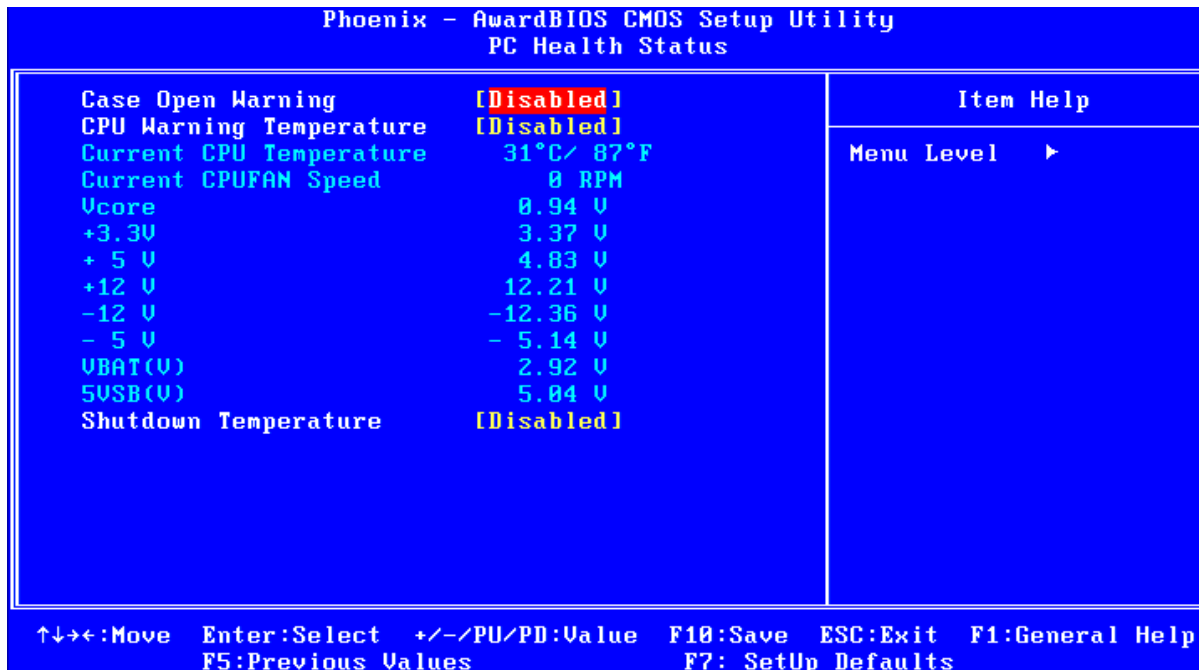 Phoenix - AwardBIOS CMOS Setup Utility
PC Health Status
Case Open Warning [Disabled]
CPU Warning Temperature [Disabled]
Current CPU Temperature 31°C/ 87°F
Current CPUFAN Speed 0 RPM
Vcore 0.94 V
+3.3V 3.37 V
+ 5 V 4.83 V
+12 V 12.21 V
-12 V -12.36 V
- 5 V - 5.14 V
VBAT(V) 2.92 V
5VSB(V) 5.04 V
Shutdown Temperature [Disabled]
Item Help
Menu Level ►
↑↓→←:Move Enter:Select +/-/PU/PD:Value F10:Save ESC:Exit F1:General Help
F5:Previous Values F7: SetUp Defaults